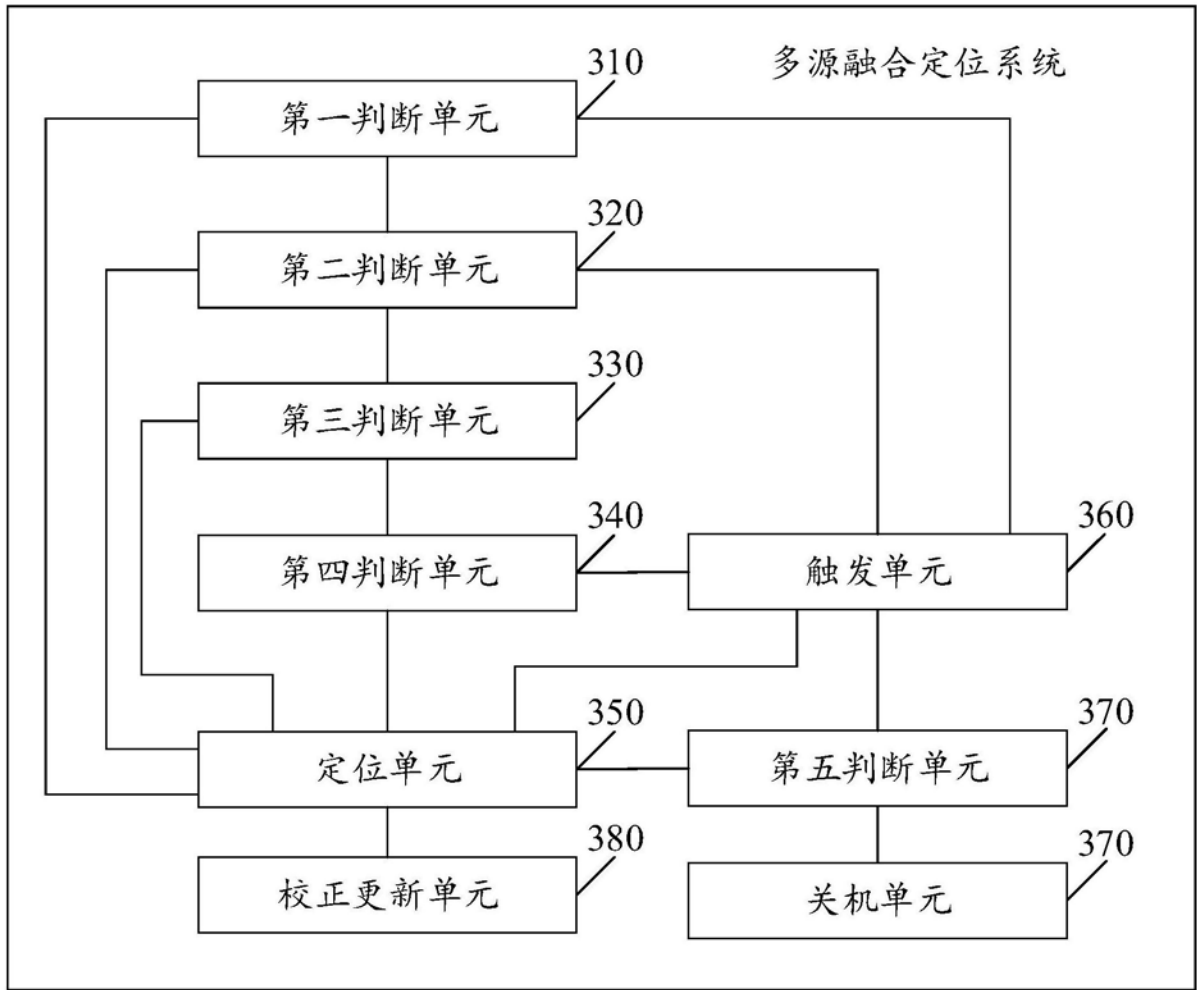 多源融合定位系统
310
第一判断单元
320
第二判断单元
330
第三判断单元
340
第四判断单元
360
触发单元
350
定位单元
370
第五判断单元
380
校正更新单元
370
关机单元